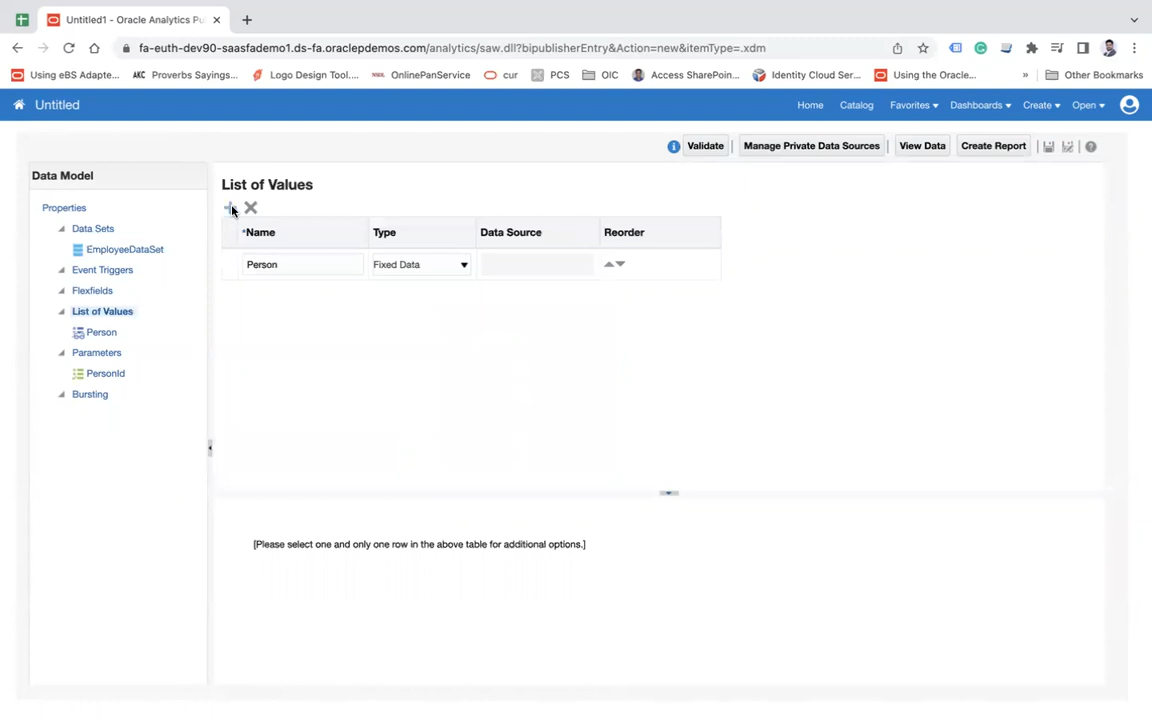 Untitled1 - Oracle Analytics Pu
fa-euth-dev90-saasfademo1.ds-fa.oraclepdemos.com/analytics/saw.dll?bipublisherEntry&Action=new&itemType=.xdm
Using eBS Adapte... AKC Proverbs Sayings... Logo Design Tool.... OnlinePanService cur PCS OIC Access SharePoin... Identity Cloud Ser... Using the Oracle... » Other Bookmarks
Untitled Home Catalog Favorites Dashboards Create Open
Validate Manage Private Data Sources View Data Create Report
Data Model
Properties
Data Sets
EmployeeDataSet
Event Triggers
Flexfields
List of Values
Person
Parameters
PersonId
Bursting
List of Values
*Name Type Data Source Reorder
Person Fixed Data
[Please select one and only one row in the above table for additional options.]